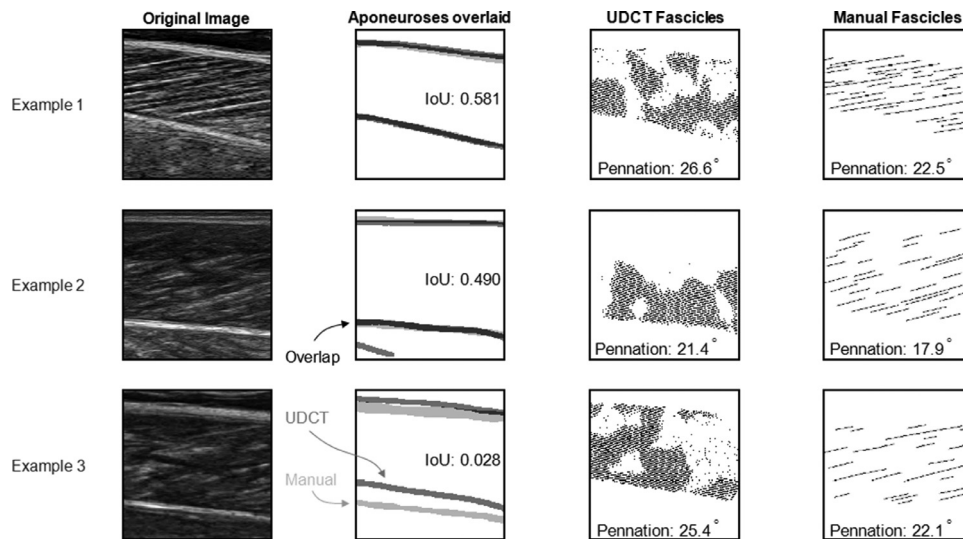 Original Image Aponeuroses overlaid UDCT Fascicles Manual Fascicles
Example 1
IoU: 0.581
Pennation: 26.6°
Pennation: 22.5°
Example 2
IoU: 0.490
Overlap
Pennation: 21.4°
Pennation: 17.9°
Example 3
UDCT
IoU: 0.028
Manual
Pennation: 25.4°
Pennation: 22.1°